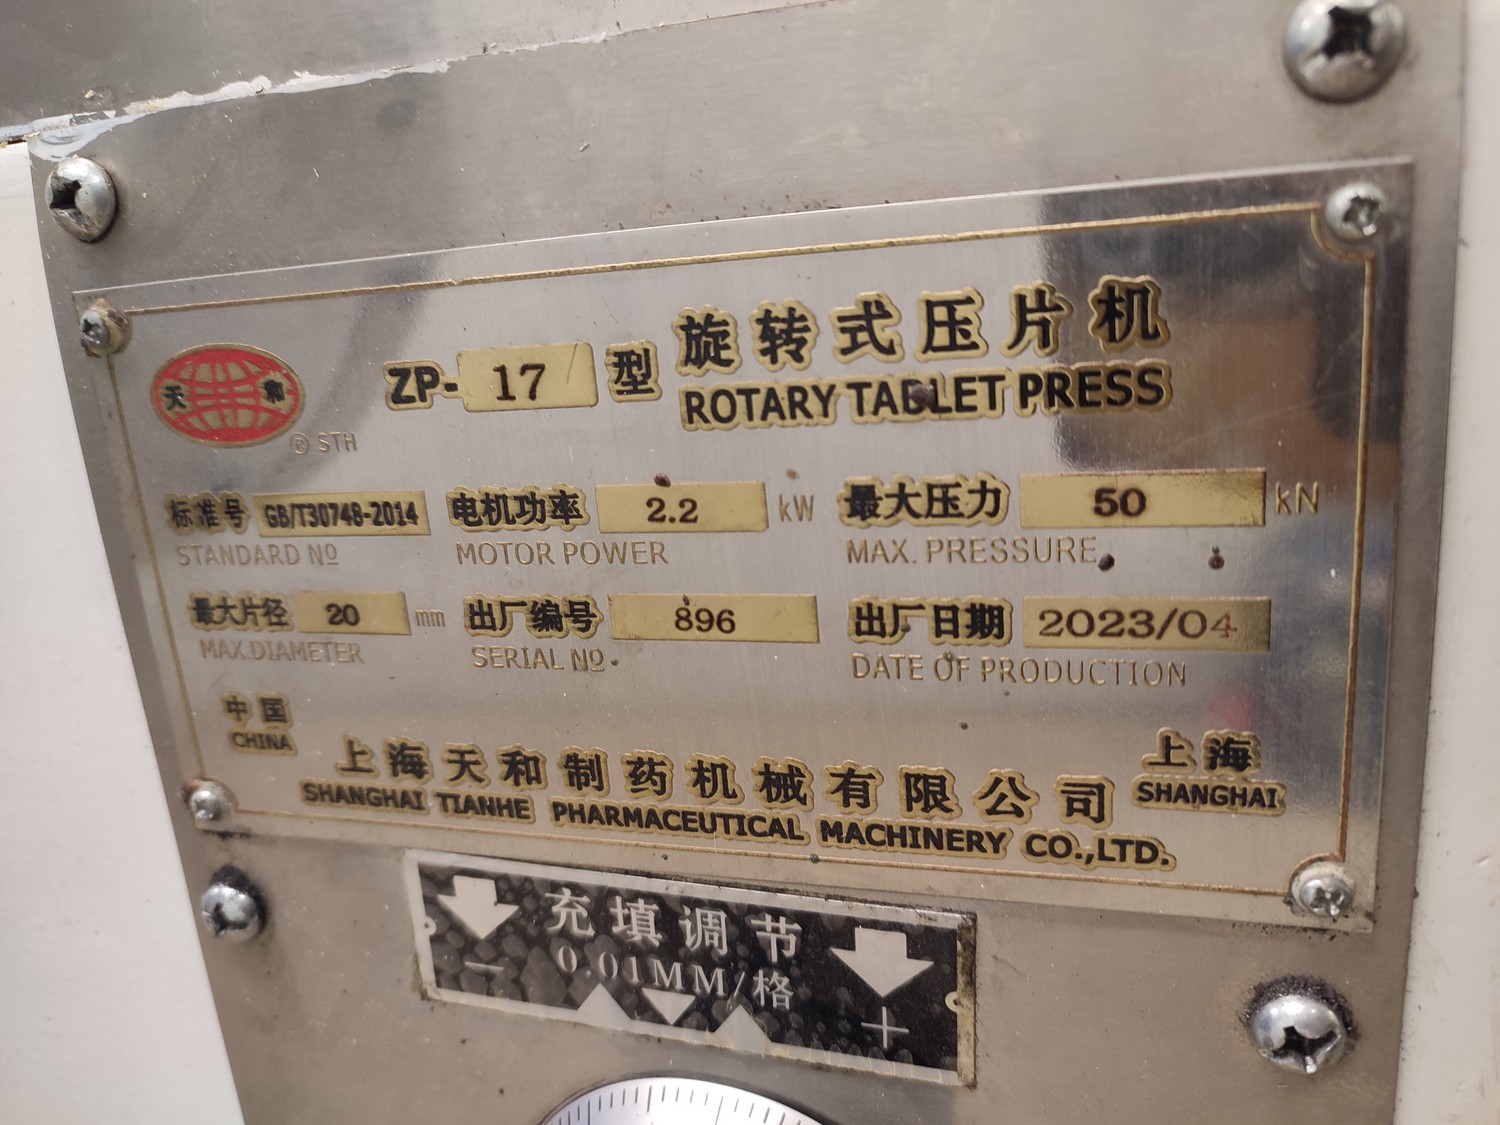 天和
® STH
ZP-17 型 旋转式压片机
ROTARY TABLET PRESS
标准号 GB/T30748-2014 电机功率 2.2 kW 最大压力 50 kN
STANDARD Nº MOTOR POWER MAX. PRESSURE
最大片径 20 mm 出厂编号 896 出厂日期 2023/04
MAX.DIAMETER SERIAL Nº DATE OF PRODUCTION
中国 上海天和制药机械有限公司 上海
CHINA SHANGHAI TIANHE PHARMACEUTICAL MACHINERY CO.,LTD. SHANGHAI
充填调节
- 0.01MM/格 +